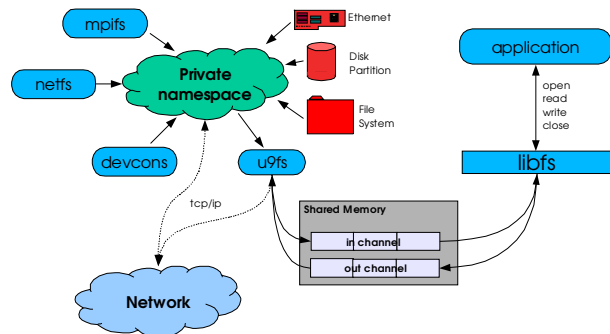 mpifs
Ethernet
application
Private
namespace
Disk
Partition
netfs
open
read
write
close
File
System
devcons
u9fs
libfs
tcp/ip
Shared Memory
in channel
out channel
Network